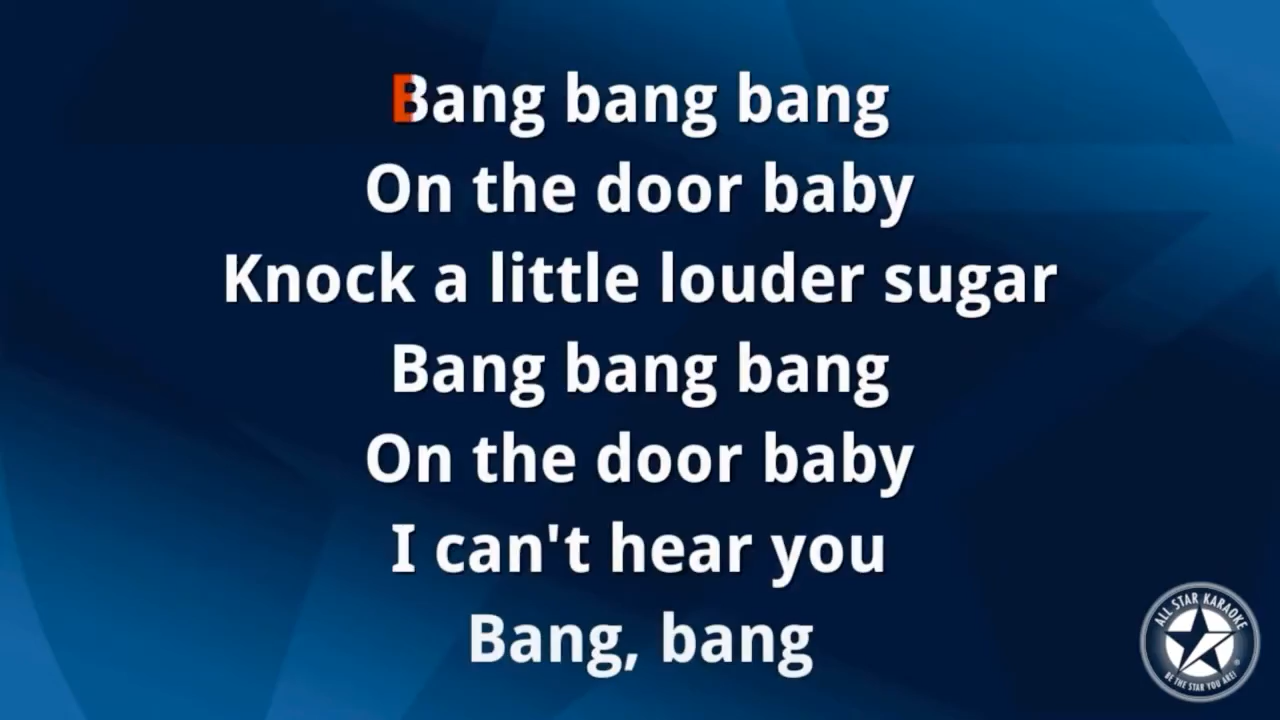 Bang bang bang
On the door baby
Knock a little louder sugar
Bang bang bang
On the door baby
I can't hear you
Bang, bang
ALL STAR KARAOKE
BE THE STAR YOU ARE!
®